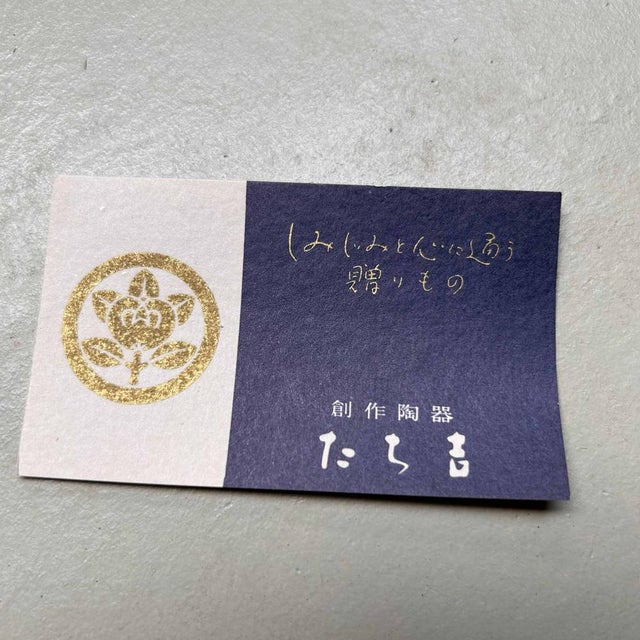 しみじみと心に通う
贈りもの
創作陶器
たち吉